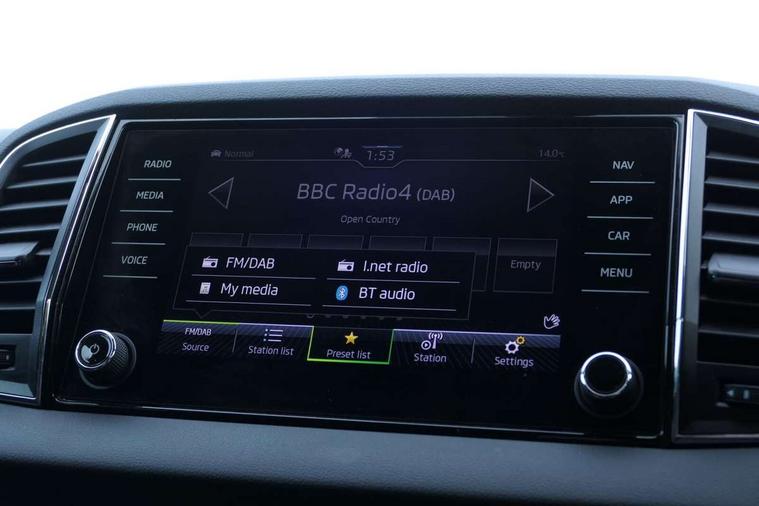 RADIO
MEDIA
PHONE
VOICE
Normal
1:53
14.0°C
BBC Radio4 (DAB)
Open Country
Empty
FM/DAB
I.net radio
My media
BT audio
FM/DAB
Source
Station list
Preset list
Station
Settings
NAV
APP
CAR
MENU